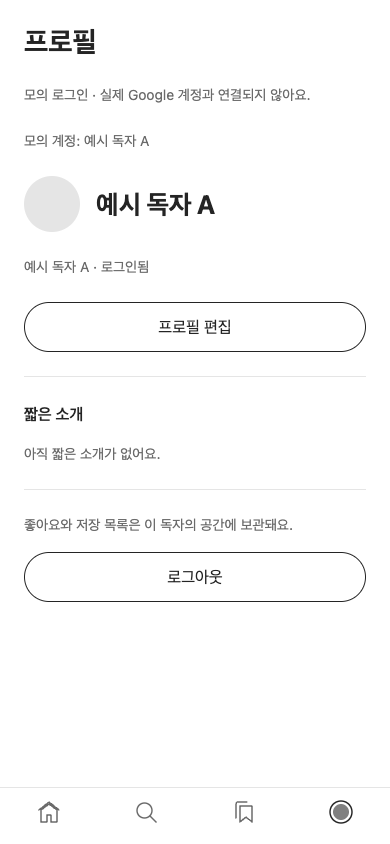 프로필
모의 로그인 · 실제 Google 계정과 연결되지 않아요.
모의 계정: 예시 독자 A
예시 독자 A
예시 독자 A · 로그인됨
프로필 편집
짧은 소개
아직 짧은 소개가 없어요.
좋아요와 저장 목록은 이 독자의 공간에 보관돼요.
로그아웃